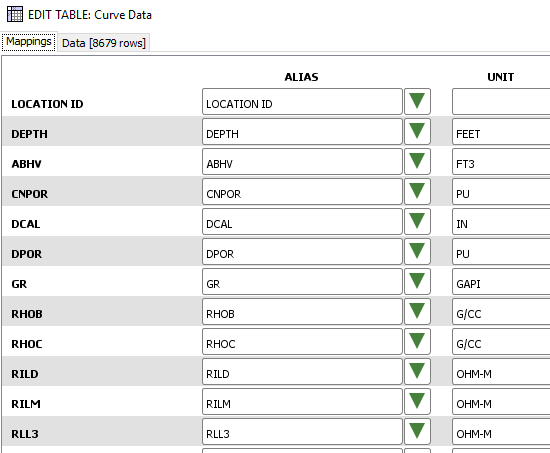 EDIT TABLE: Curve Data
Mappings Data [8679 rows]
ALIAS UNIT
LOCATION ID LOCATION ID
DEPTH DEPTH FEET
ABHV ABHV FT3
CNPOR CNPOR PU
DCAL DCAL IN
DPOR DPOR PU
GR GR GAPI
RHOB RHOB G/CC
RHOC RHOC G/CC
RILD RILD OHM-M
RILM RILM OHM-M
RLL3 RLL3 OHM-M